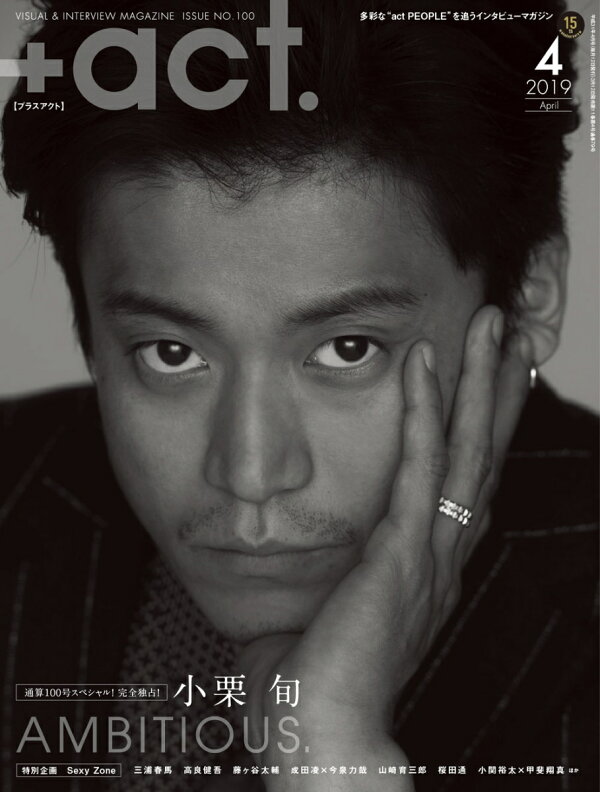 VISUAL & INTERVIEW MAGAZINE ISSUE NO.100
多彩な“act PEOPLE”を追うインタビューマガジン
15
+act.
【プラスアクト】
4
2019
April
通算100号スペシャル！完全独占！
小栗 旬
AMBITIOUS.
特別企画 Sexy Zone 三浦春馬 高良健吾 藤ヶ谷太輔 成田凌×今泉力哉 山崎育三郎 桜田通 小関裕太×甲斐翔真 ほか